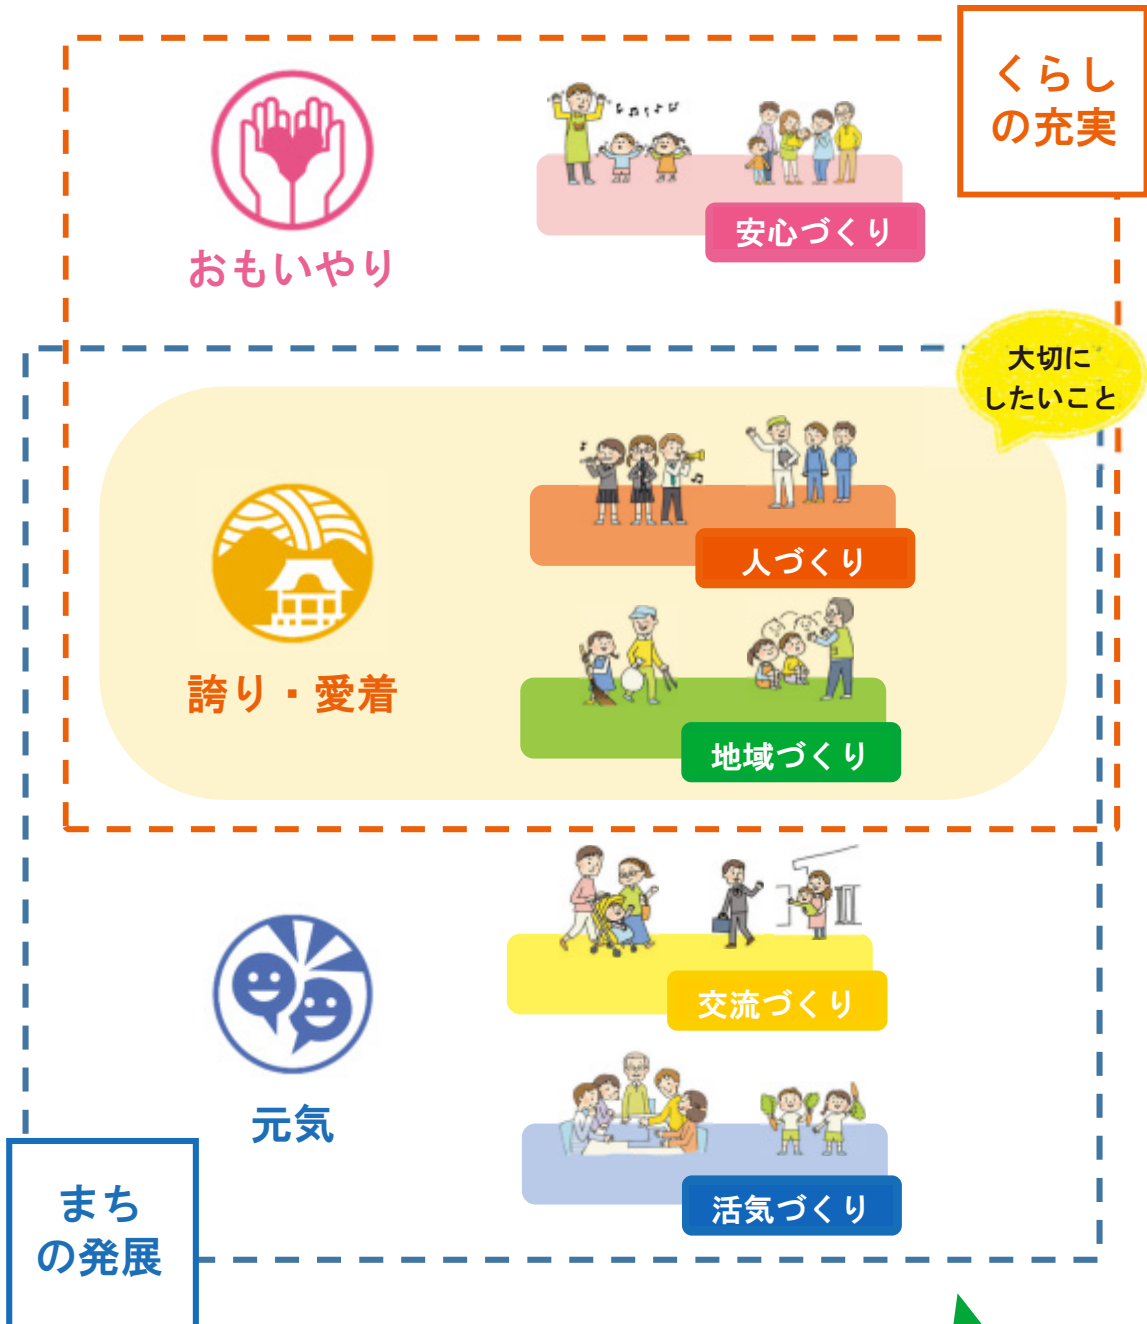 くらし
の充実
おもいやり
安心づくり
大切に
したいこと
誇り・愛着
人づくり
地域づくり
元気
交流づくり
活気づくり
まち
の発展